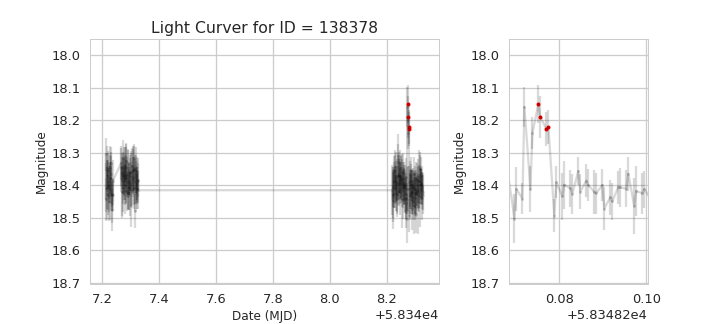 Light Curver for ID = 138378
18.0
18.1
18.2
18.3
18.4
18.5
18.6
18.7
Magnitude
7.2 7.4 7.6 7.8 8.0 8.2
Date (MJD)
+5.834e4
18.0
18.1
18.2
18.3
18.4
18.5
18.6
18.7
Magnitude
0.08 0.10
+5.83482e4